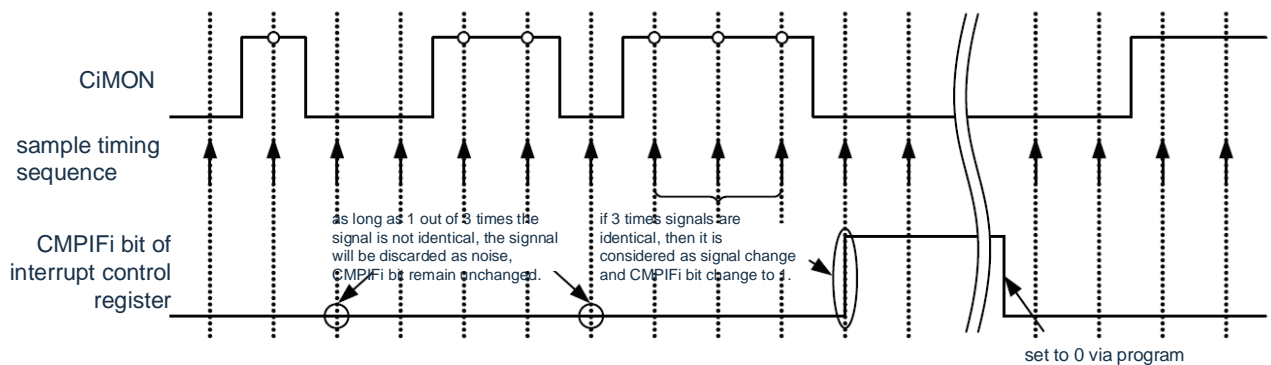 CiMON
sample timing
sequence
as long as 1 out of 3 times the
signal is not identical, the signnal
will be discarded as noise,
CMPIFi bit remain unchanged.
if 3 times signals are
identical, then it is
considered as signal change
and CMPIFi bit change to 1.
CMPIFi bit of
interrupt control
register
set to 0 via program